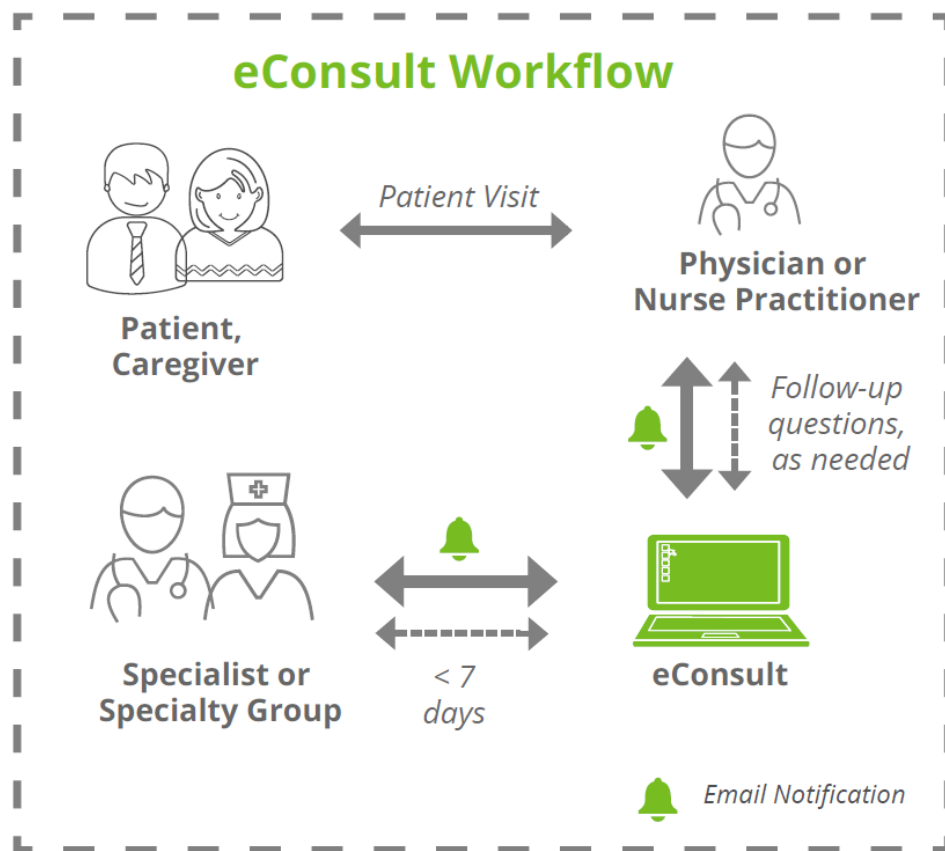 eConsult Workflow
Patient Visit
Patient,
Caregiver
Physician or
Nurse Practitioner
Follow-up
questions,
as needed
Specialist or
Specialty Group
< 7
days
eConsult
Email Notification